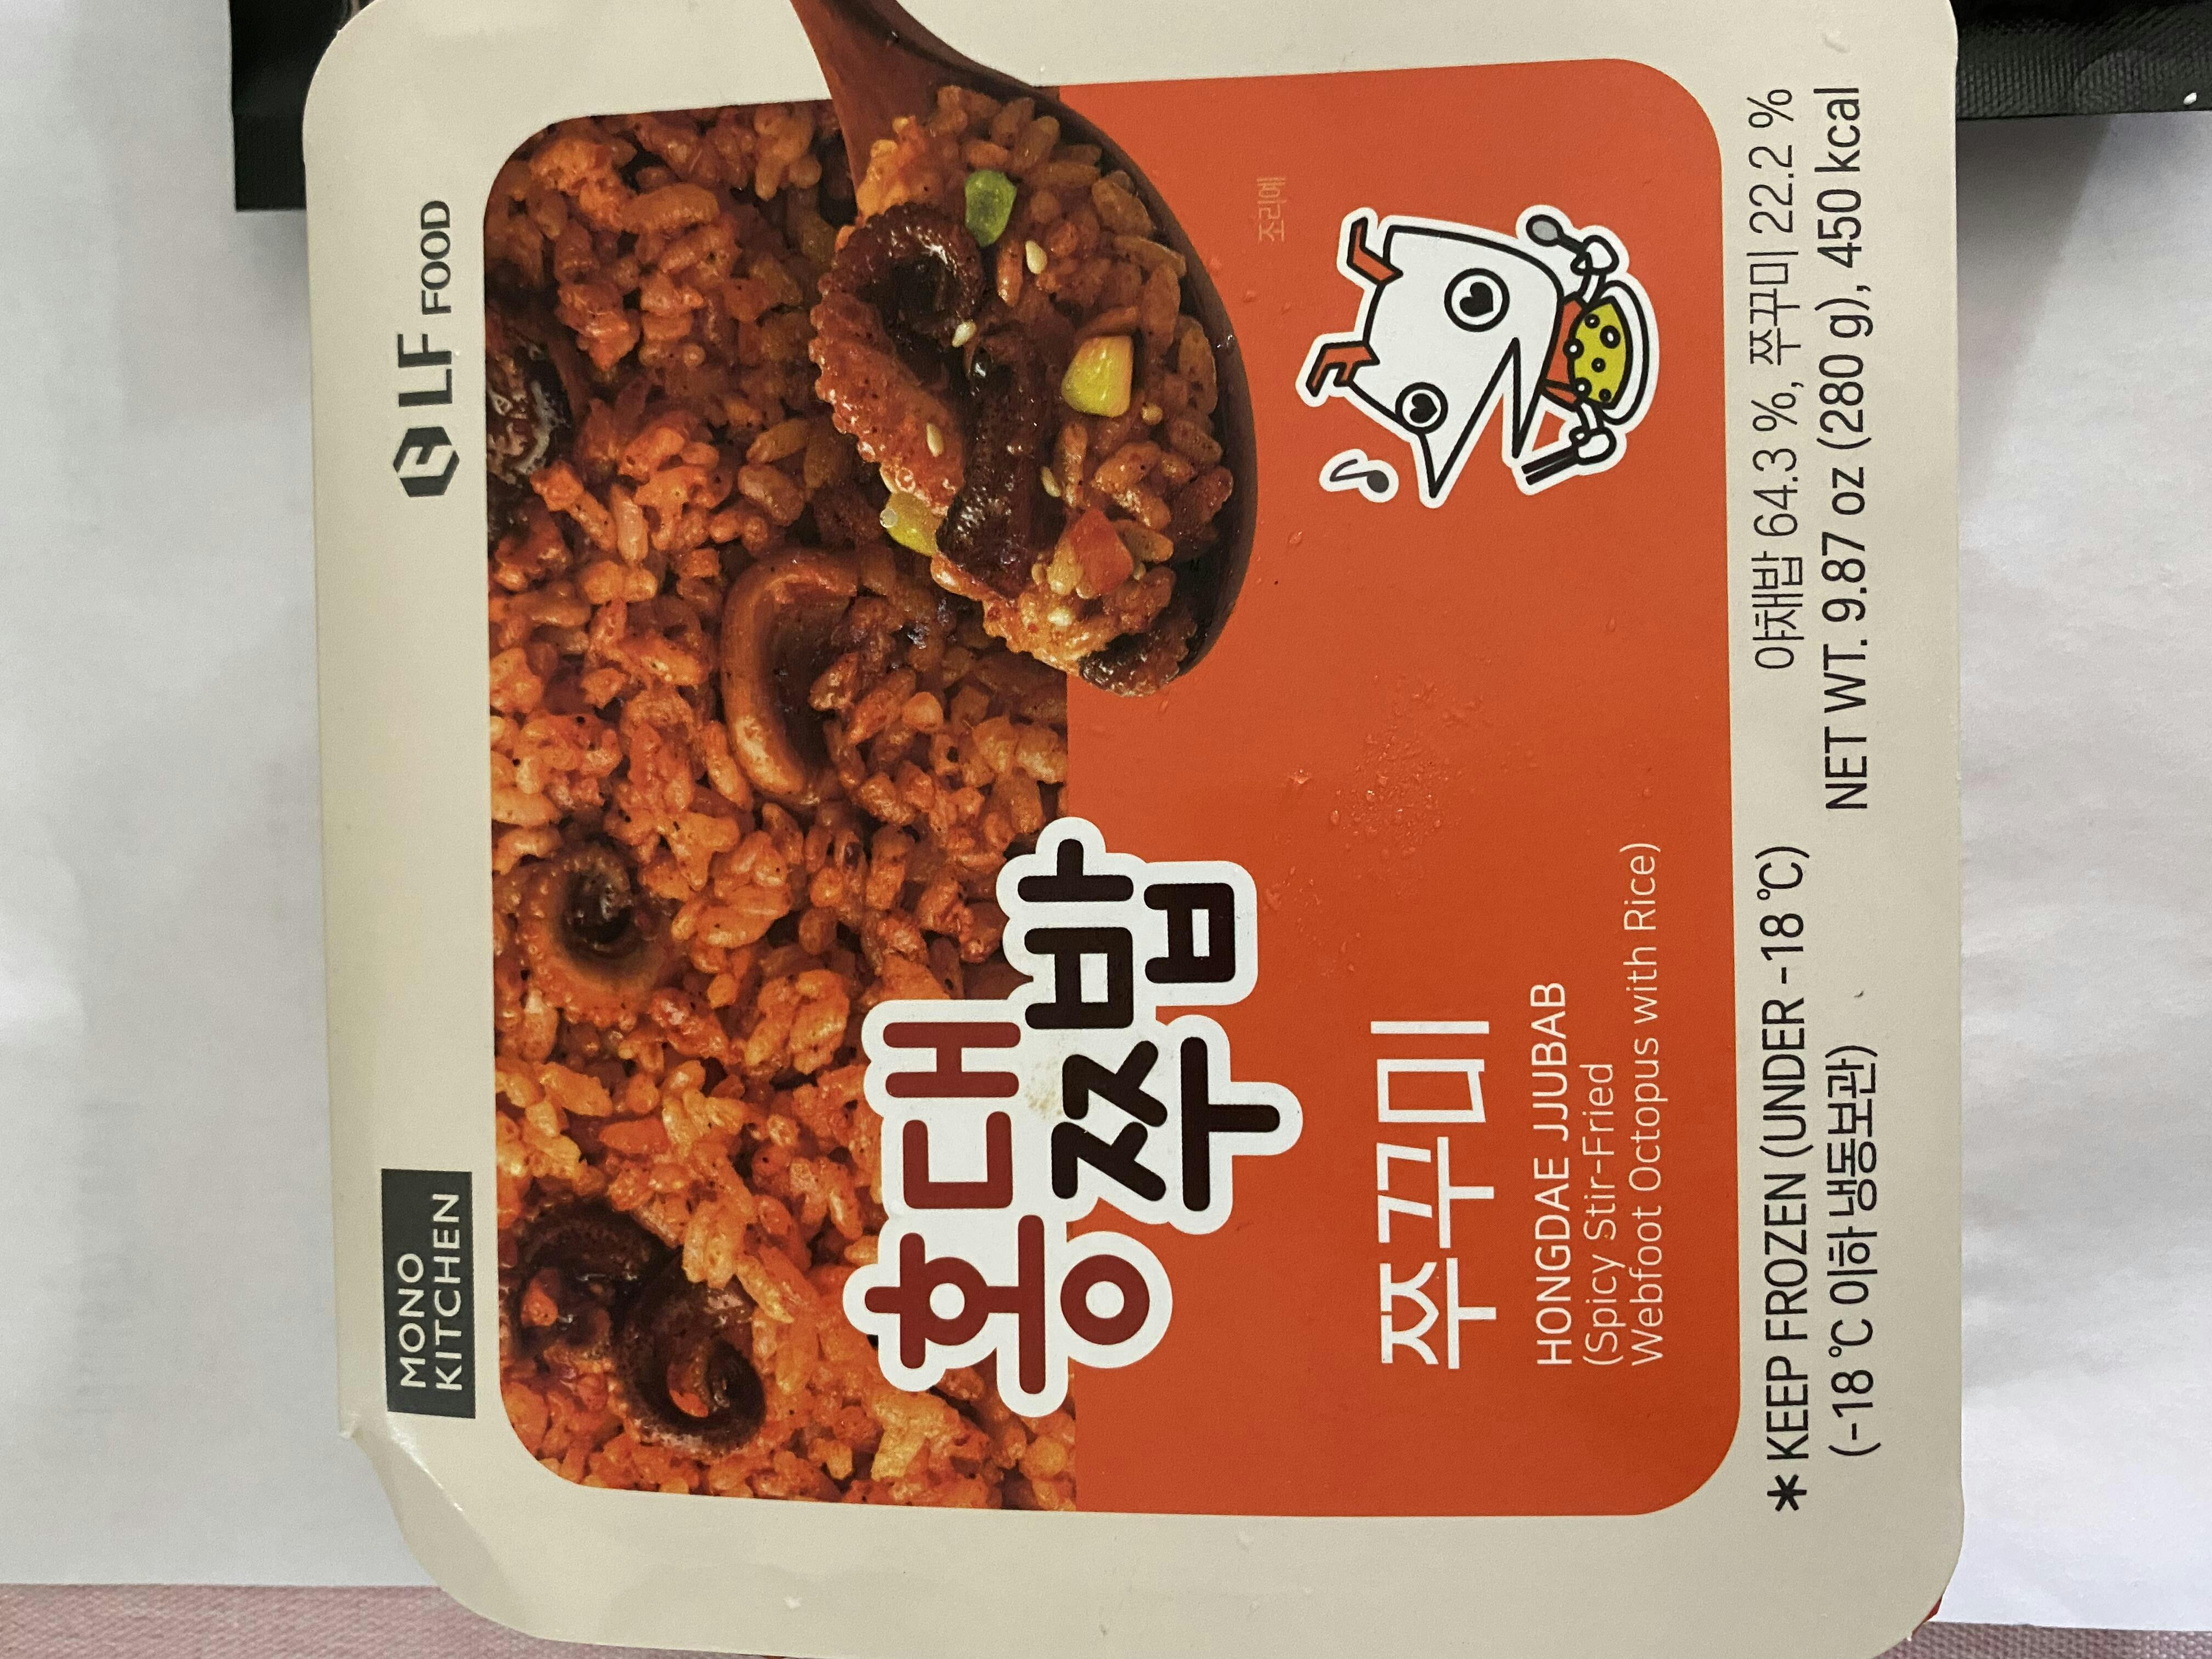 MONO
KITCHEN
LF FOOD
홍대
쭈밥
조리예
쭈꾸미
HONGDAE JJUBAB
(Spicy Stir-Fried
Webfoot Octopus with Rice)
*KEEP FROZEN (UNDER -18 ℃)
(-18 ℃ 이하 냉동보관)
야채밥 64.3 %, 쭈꾸미 22.2 %
NET WT. 9.87 oz (280 g), 450 kcal